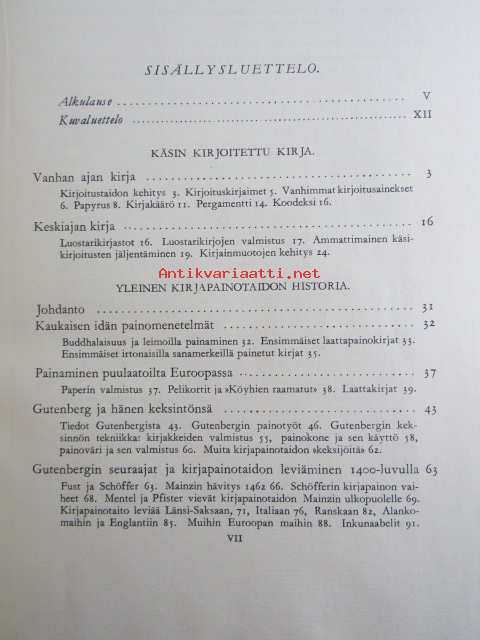 SISÄLLYSLUETTELO.
Alkulause V
Kuvaluettelo XII
KÄSIN KIRJOITETTU KIRJA.
Vanhan ajan kirja 3
Kirjoitustaidon kehitys 3. Kirjoituskirjaimet 5. Vanhimmat kirjoitusainekset
6. Papyrus 8. Kirjakäärö 11. Pergamentti 14. Koodeksi 16.
Keskiajan kirja 16
Luostarikirjastot 16. Luostarikirjojen valmistus 17. Ammattimainen käsi-
kirjoitusten jäljentäminen 19. Kirjainmuotojen kehitys 24.
Antikvariaatti.net
YLEINEN KIRJAPAINOTAIDON HISTORIA.
Johdanto 31
Kaukaisen idän painomenetelmät 32
Buddhalaisuus ja leimoilla painaminen 32. Ensimmäiset laattapainokirjat 33.
Ensimmäiset irtonaisilla sanamerkeillä painetut kirjat 35.
Painaminen puulaatoilta Euroopassa 37
Paperin valmistus 37. Pelikortit ja »Köyhien raamatut» 38. Laattakirjat 39.
Gutenberg ja hänen keksintönsä 43
Tiedot Gutenbergista 43. Gutenbergin painotyöt 46. Gutenbergin kek-
sinnön tekniikka: kirjakkeiden valmistus 55, painokone ja sen käyttö 58,
painoväri ja sen valmistus 60. Muita kirjapainotaidon «keksijöitä» 62.
Gutenbergin seuraajat ja kirjapainotaidon leviäminen 1400-luvulla 63
Fust ja Schöffer 63. Mainzin hävitys 1462 66. Schöfferin kirjapainon vai-
heet 68. Mentel ja Pfister vievät kirjapainotaidon Mainzin ulkopuolelle 69.
Kirjapainotaito leviää Länsi-Saksaan, 71, Italiaan 76, Ranskaan 82, Alanko-
maihin ja Englantiin 85. Muihin Euroopan maihin 88. Inkunaabelit 91.
VII